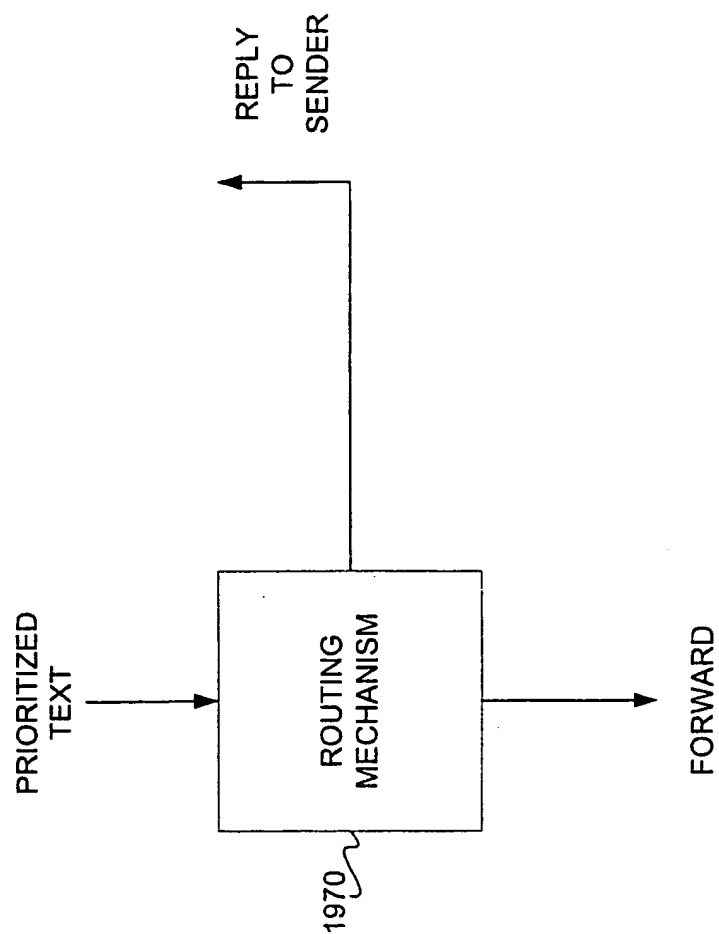 PRIORITIZED
TEXT
1970
ROUTING
MECHANISM
REPLY
TO
SENDER
FORWARD